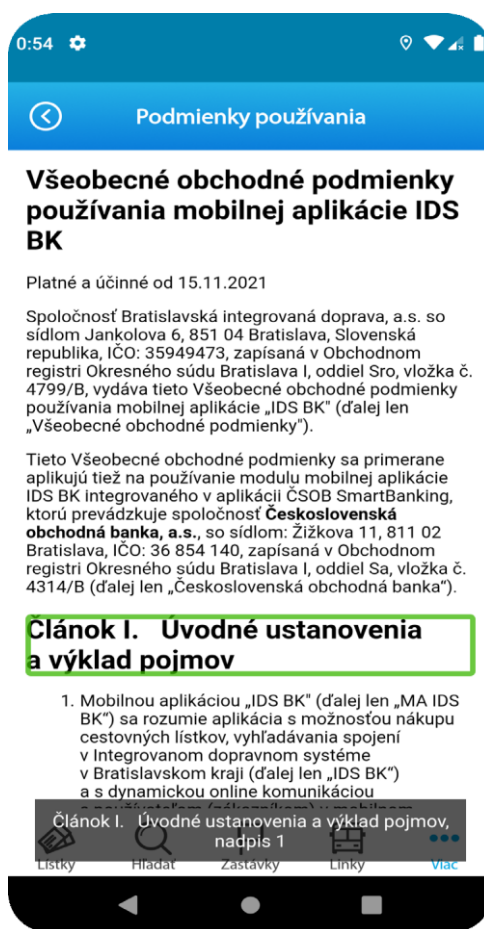 0:54
Podmienky používania
Všeobecné obchodné podmienky
používania mobilnej aplikácie IDS
BK
Platné a účinné od 15.11.2021
Spoločnosť Bratislavská integrovaná doprava, a.s. so
sídlom Jankolova 6, 851 04 Bratislava, Slovenská
republika, IČO: 35949473, zapísaná v Obchodnom
registri Okresného súdu Bratislava I, oddiel Sro, vložka č.
4799/B, vydáva tieto Všeobecné obchodné podmienky
používania mobilnej aplikácie „IDS BK" (ďalej len
„Všeobecné obchodné podmienky").
Tieto Všeobecné obchodné podmienky sa primerane
aplikujú tiež na používanie modulu mobilnej aplikácie
IDS BK integrovaného v aplikácii ČSOB SmartBanking,
ktorú prevádzkuje spoločnosť Československá
obchodná banka, a.s., so sídlom: Žižkova 11, 811 02
Bratislava, IČO: 36 854 140, zapísaná v Obchodnom
registri Okresného súdu Bratislava I, oddiel Sa, vložka č.
4314/B (ďalej len „Československá obchodná banka“).
Článok I. Úvodné ustanovenia
a výklad pojmov
1. Mobilnou aplikáciou „IDS BK" (ďalej len „MA IDS
BK“) sa rozumie aplikácia s možnosťou nákupu
cestovných lístkov, vyhľadávania spojení
v Integrovanom dopravnom systéme
v Bratislavskom kraji (ďalej len „IDS BK“)
a s dynamickou online komunikáciou
Článok I. Úvodné ustanovenia a výklad pojmov,
nadpis 1
Lístky Hľadať Zastávky Linky Viac